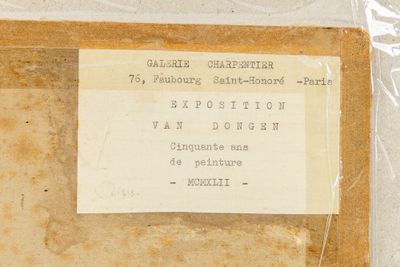 GALERIE CHARPENTIER
76, Faubourg Saint-Honoré -Paris
EXPOSITION
VAN DONGEN
Cinquante ans
de peinture
- MCMXLII -